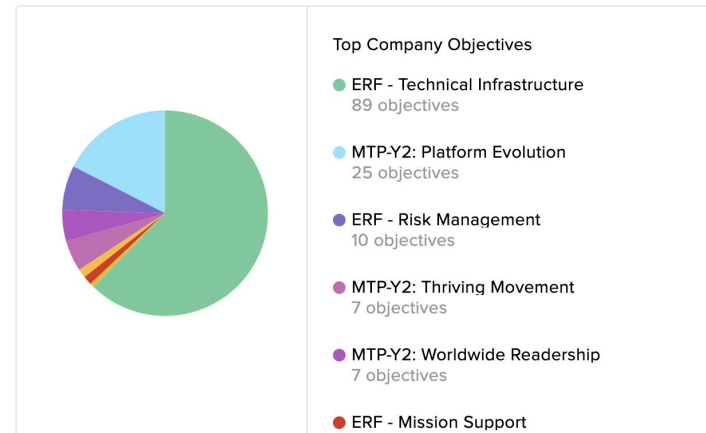 Top Company Objectives
ERF - Technical Infrastructure
89 objectives
MTP-Y2: Platform Evolution
25 objectives
ERF - Risk Management
10 objectives
MTP-Y2: Thriving Movement
7 objectives
MTP-Y2: Worldwide Readership
7 objectives
ERF - Mission Support